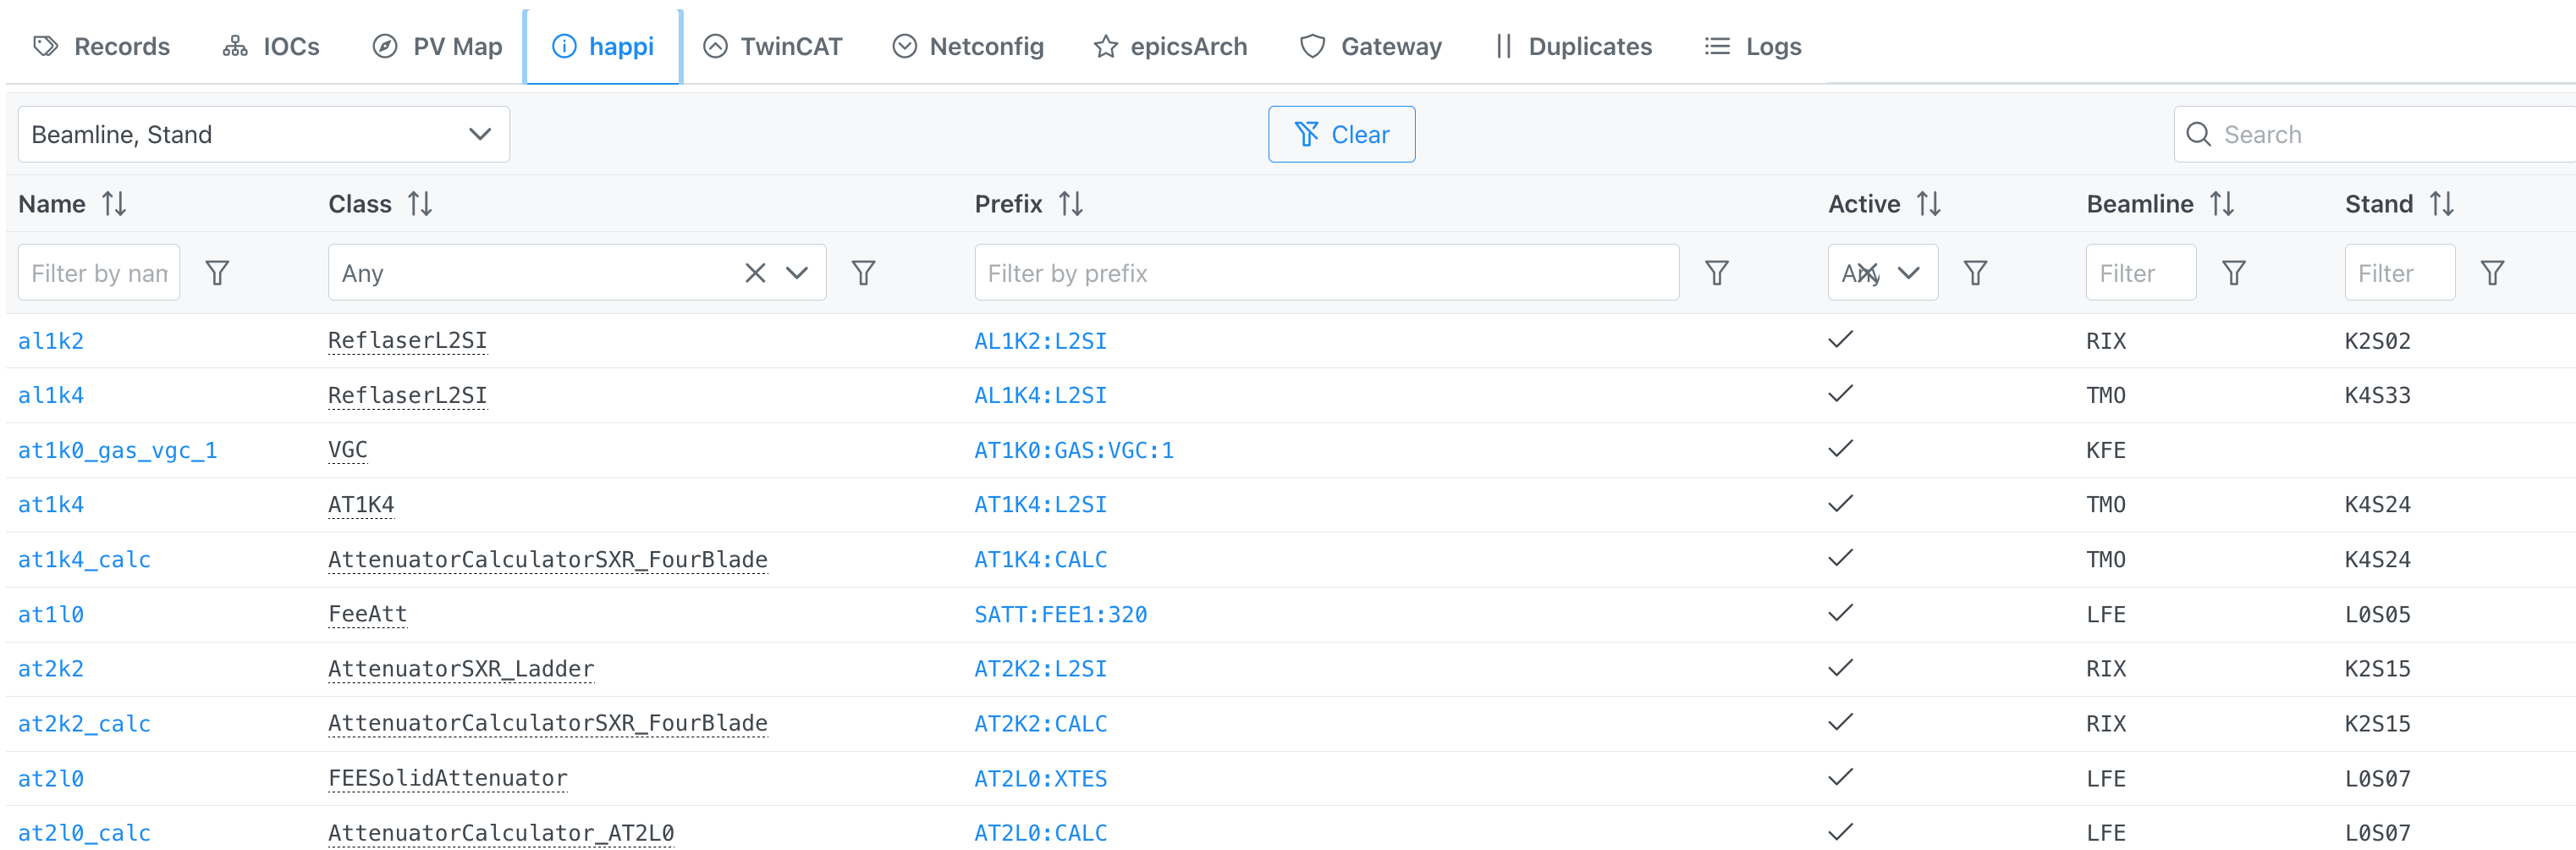 Records IOCs PV Map happi TwinCAT Netconfig epicsArch Gateway Duplicates Logs
Beamline, Stand Clear Search
Name Class Prefix Active Beamline Stand
Filter by nam Any Filter by prefix Any Filter Filter
al1k2 ReflaserL2SI AL1K2:L2SI RIX K2S02
al1k4 ReflaserL2SI AL1K4:L2SI TMO K4S33
at1k0_gas_vgc_1 VGC AT1K0:GAS:VGC:1 KFE
at1k4 AT1K4 AT1K4:L2SI TMO K4S24
at1k4_calc AttenuatorCalculatorSXR_FourBlade AT1K4:CALC TMO K4S24
at1l0 FeeAtt SATT:FEE1:320 LFE L0S05
at2k2 AttenuatorSXR_Ladder AT2K2:L2SI RIX K2S15
at2k2_calc AttenuatorCalculatorSXR_FourBlade AT2K2:CALC RIX K2S15
at2l0 FEESolidAttenuator AT2L0:XTES LFE L0S07
at2l0_calc AttenuatorCalculator_AT2L0 AT2L0:CALC LFE L0S07